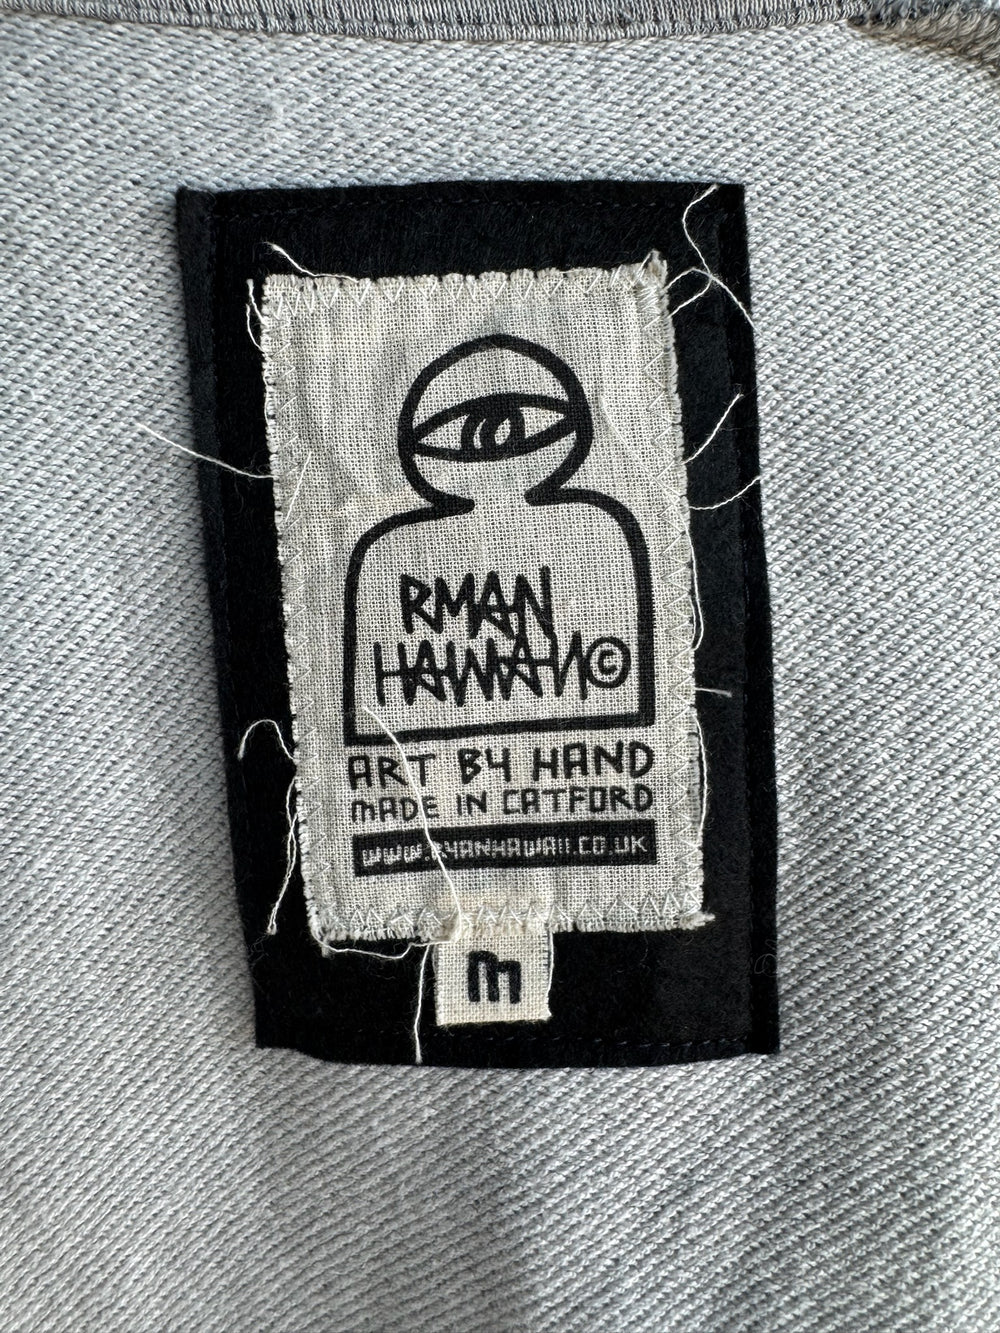 RYAN
HAWAII©
ART BY HAND
MADE IN CATFORD
WWW.RYANHAWAII.CO.UK
M